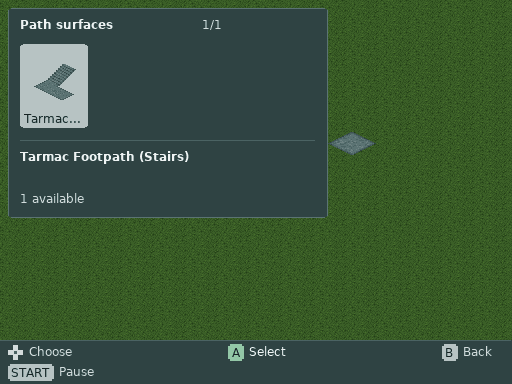 Path surfaces 1/1
Tarmac...
Tarmac Footpath (Stairs)
1 available
Choose A Select B Back
START Pause